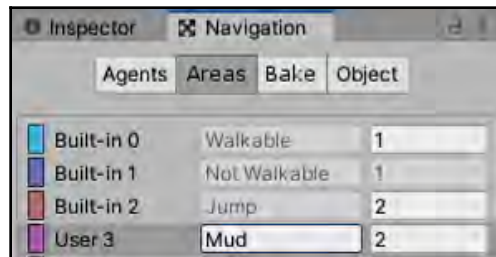 Inspector Navigation
Agents Areas Bake Object
Built-in 0 Walkable 1
Built-in 1 Not Walkable 1
Built-in 2 Jump 2
User 3 Mud 2